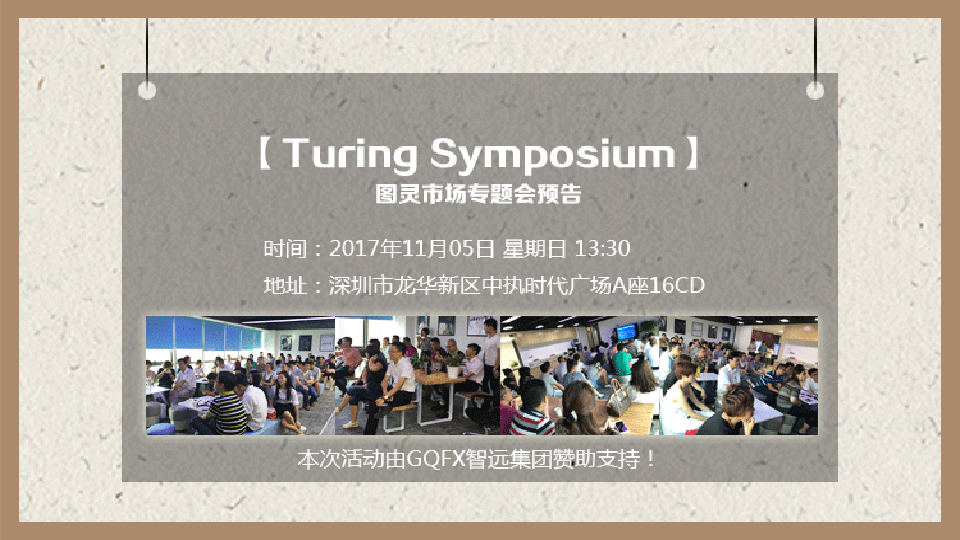 【Turing Symposium】
图灵市场专题会预告
时间：2017年11月05日 星期日 13:30
地址：深圳市龙华新区中执时代广场A座16CD
本次活动由GQFX智远集团赞助支持！